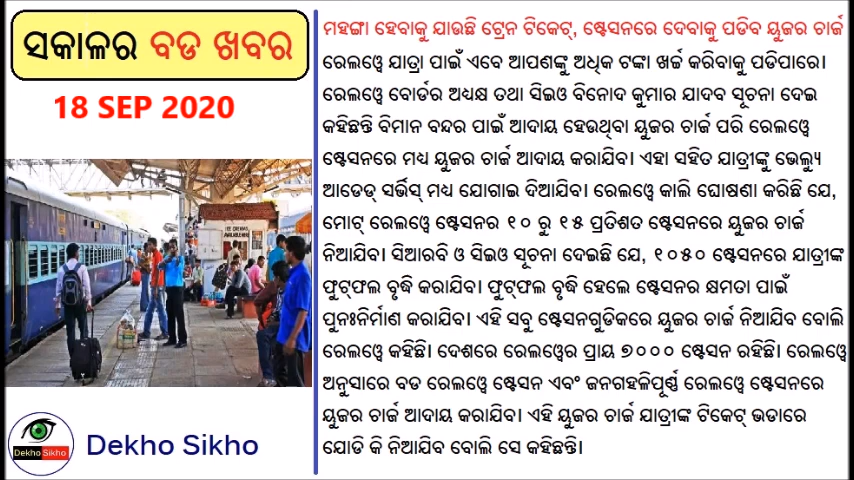 ସକାଳର ବଡ ଖବର
18 SEP 2020
Dekho Sikho
Dekho Sikho
ମହଙ୍ଗା ହେବାକୁ ଯାଉଛି ଟ୍ରେନ ଟିକେଟ୍, ଷ୍ଟେସନରେ ଦେବାକୁ ପଡିବ ୟୁଜର ଚାର୍ଜ
ରେଲୱେ ଯାତ୍ରା ପାଇଁ ଏବେ ଆପଣଙ୍କୁ ଅଧିକ ଟଙ୍କା ଖର୍ଚ୍ଚ କରିବାକୁ ପଡିପାରେ।
ରେଲୱେ ବୋର୍ଡର ଅଧ୍ୟକ୍ଷ ତଥା ସିଇଓ ବିନୋଦ କୁମାର ଯାଦବ ସୂଚନା ଦେଇ
କହିଛନ୍ତି ବିମାନ ବନ୍ଦର ପାଇଁ ଆଦାୟ ହେଉଥିବା ୟୁଜର ଚାର୍ଜ ପରି ରେଲୱେ
ଷ୍ଟେସନରେ ମଧ୍ୟ ୟୁଜର ଚାର୍ଜ ଆଦାୟ କରାଯିବ। ଏହା ସହିତ ଯାତ୍ରୀଙ୍କୁ ଭେଲ୍ୟୁ
ଆଡେଡ୍ ସର୍ଭିସ୍ ମଧ୍ୟ ଯୋଗାଇ ଦିଆଯିବ। ରେଲୱେ କାଲି ଘୋଷଣା କରିଛି ଯେ,
ମୋଟ୍ ରେଲୱେ ଷ୍ଟେସନର ୧୦ ରୁ ୧୫ ପ୍ରତିଶତ ଷ୍ଟେସନରେ ୟୁଜର ଚାର୍ଜ
ନିଆଯିବ। ସିଆରବି ଓ ସିଇଓ ସୂଚନା ଦେଇଛି ଯେ, ୧୦୫୦ ଷ୍ଟେସନରେ ଯାତ୍ରୀଙ୍କ
ଫୁଟ୍‌ଫଲ ବୃଦ୍ଧି କରାଯିବ। ଫୁଟ୍‌ଫଲ ବୃଦ୍ଧି ହେଲେ ଷ୍ଟେସନର କ୍ଷମତା ପାଇଁ
ପୁନଃନିର୍ମାଣ କରାଯିବ। ଏହି ସବୁ ଷ୍ଟେସନଗୁଡିକରେ ୟୁଜର ଚାର୍ଜ ନିଆଯିବ ବୋଲି
ରେଲୱେ କହିଛି। ଦେଶରେ ରେଲୱେର ପ୍ରାୟ ୭୦୦୦ ଷ୍ଟେସନ ରହିଛି। ରେଲୱେ
ଅନୁସାରେ ବଡ ରେଲୱେ ଷ୍ଟେସନ ଏବଂ ଜନଗହଳିପୂର୍ଣ୍ଣ ରେଲୱେ ଷ୍ଟେସନରେ
ୟୁଜର ଚାର୍ଜ ଆଦାୟ କରାଯିବ। ଏହି ୟୁଜର ଚାର୍ଜ ଯାତ୍ରୀଙ୍କ ଟିକେଟ୍ ଭଡାରେ
ଯୋଡି କି ନିଆଯିବ ବୋଲି ସେ କହିଛନ୍ତି।